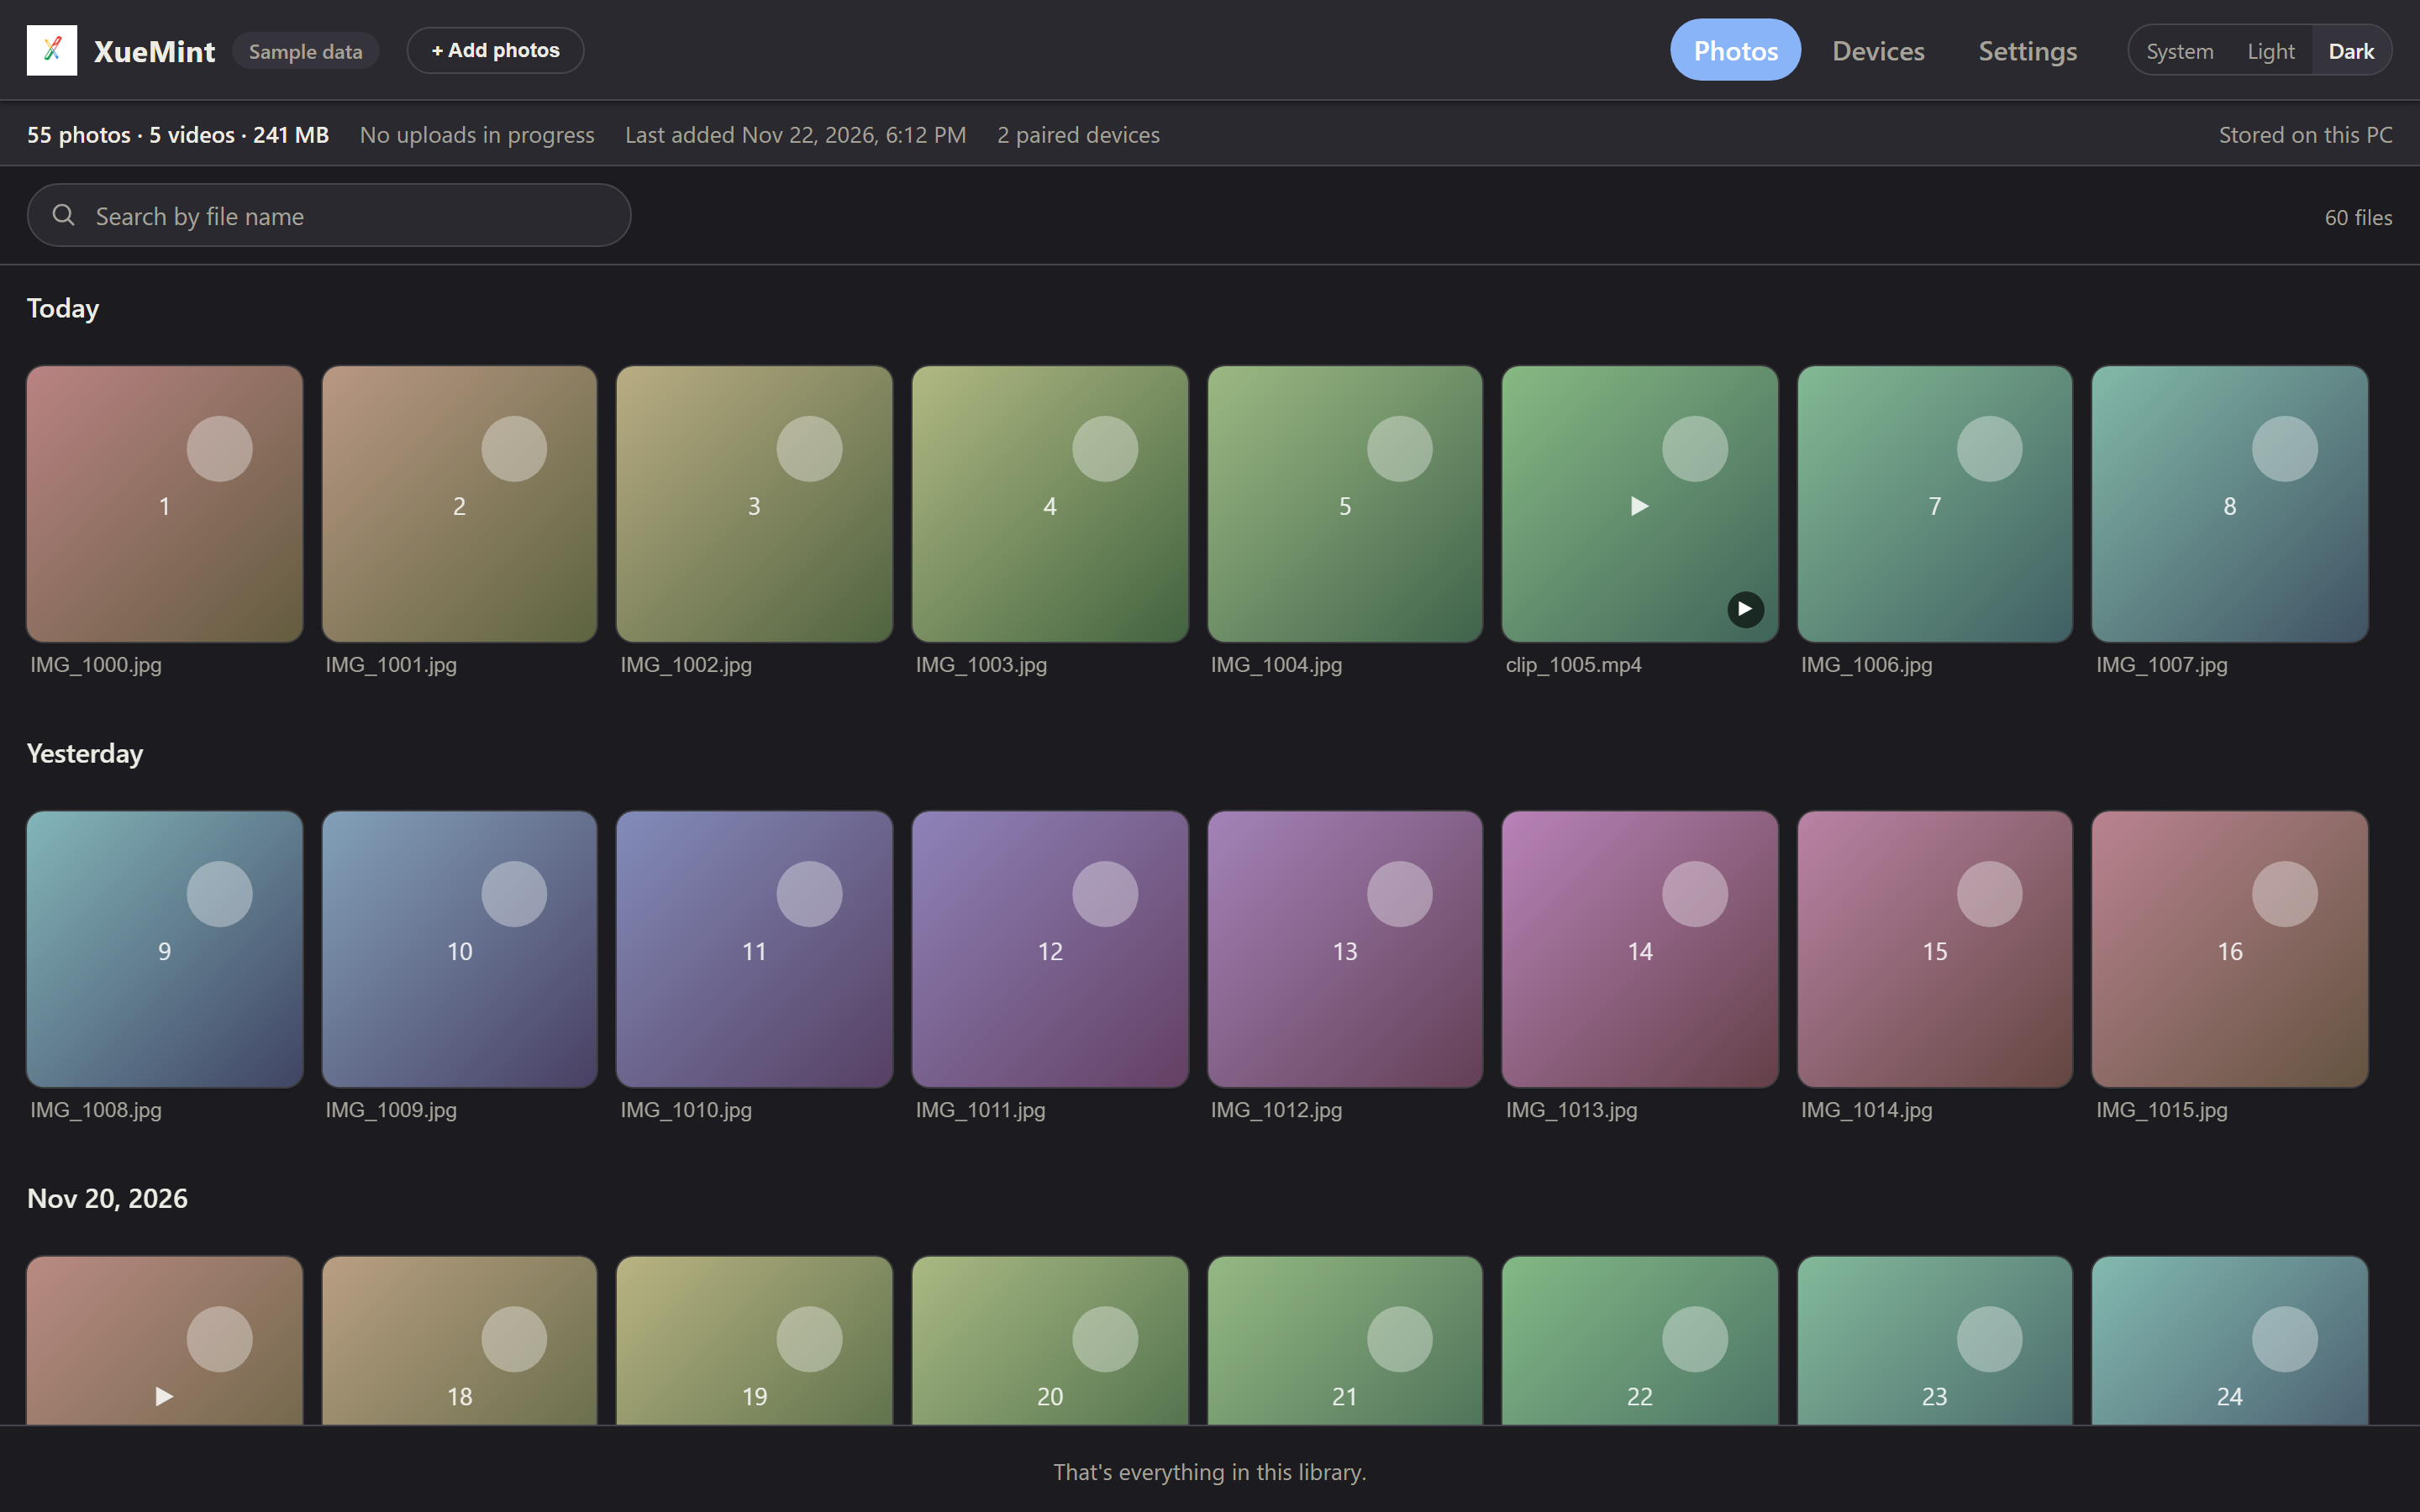 XueMint Sample data + Add photos Photos Devices Settings System Light Dark
55 photos · 5 videos · 241 MB No uploads in progress Last added Nov 22, 2026, 6:12 PM 2 paired devices Stored on this PC
Search by file name 60 files
Today
1 2 3 4 5 7 8
IMG_1000.jpg IMG_1001.jpg IMG_1002.jpg IMG_1003.jpg IMG_1004.jpg clip_1005.mp4 IMG_1006.jpg IMG_1007.jpg
Yesterday
9 10 11 12 13 14 15 16
IMG_1008.jpg IMG_1009.jpg IMG_1010.jpg IMG_1011.jpg IMG_1012.jpg IMG_1013.jpg IMG_1014.jpg IMG_1015.jpg
Nov 20, 2026
18 19 20 21 22 23 24
That's everything in this library.